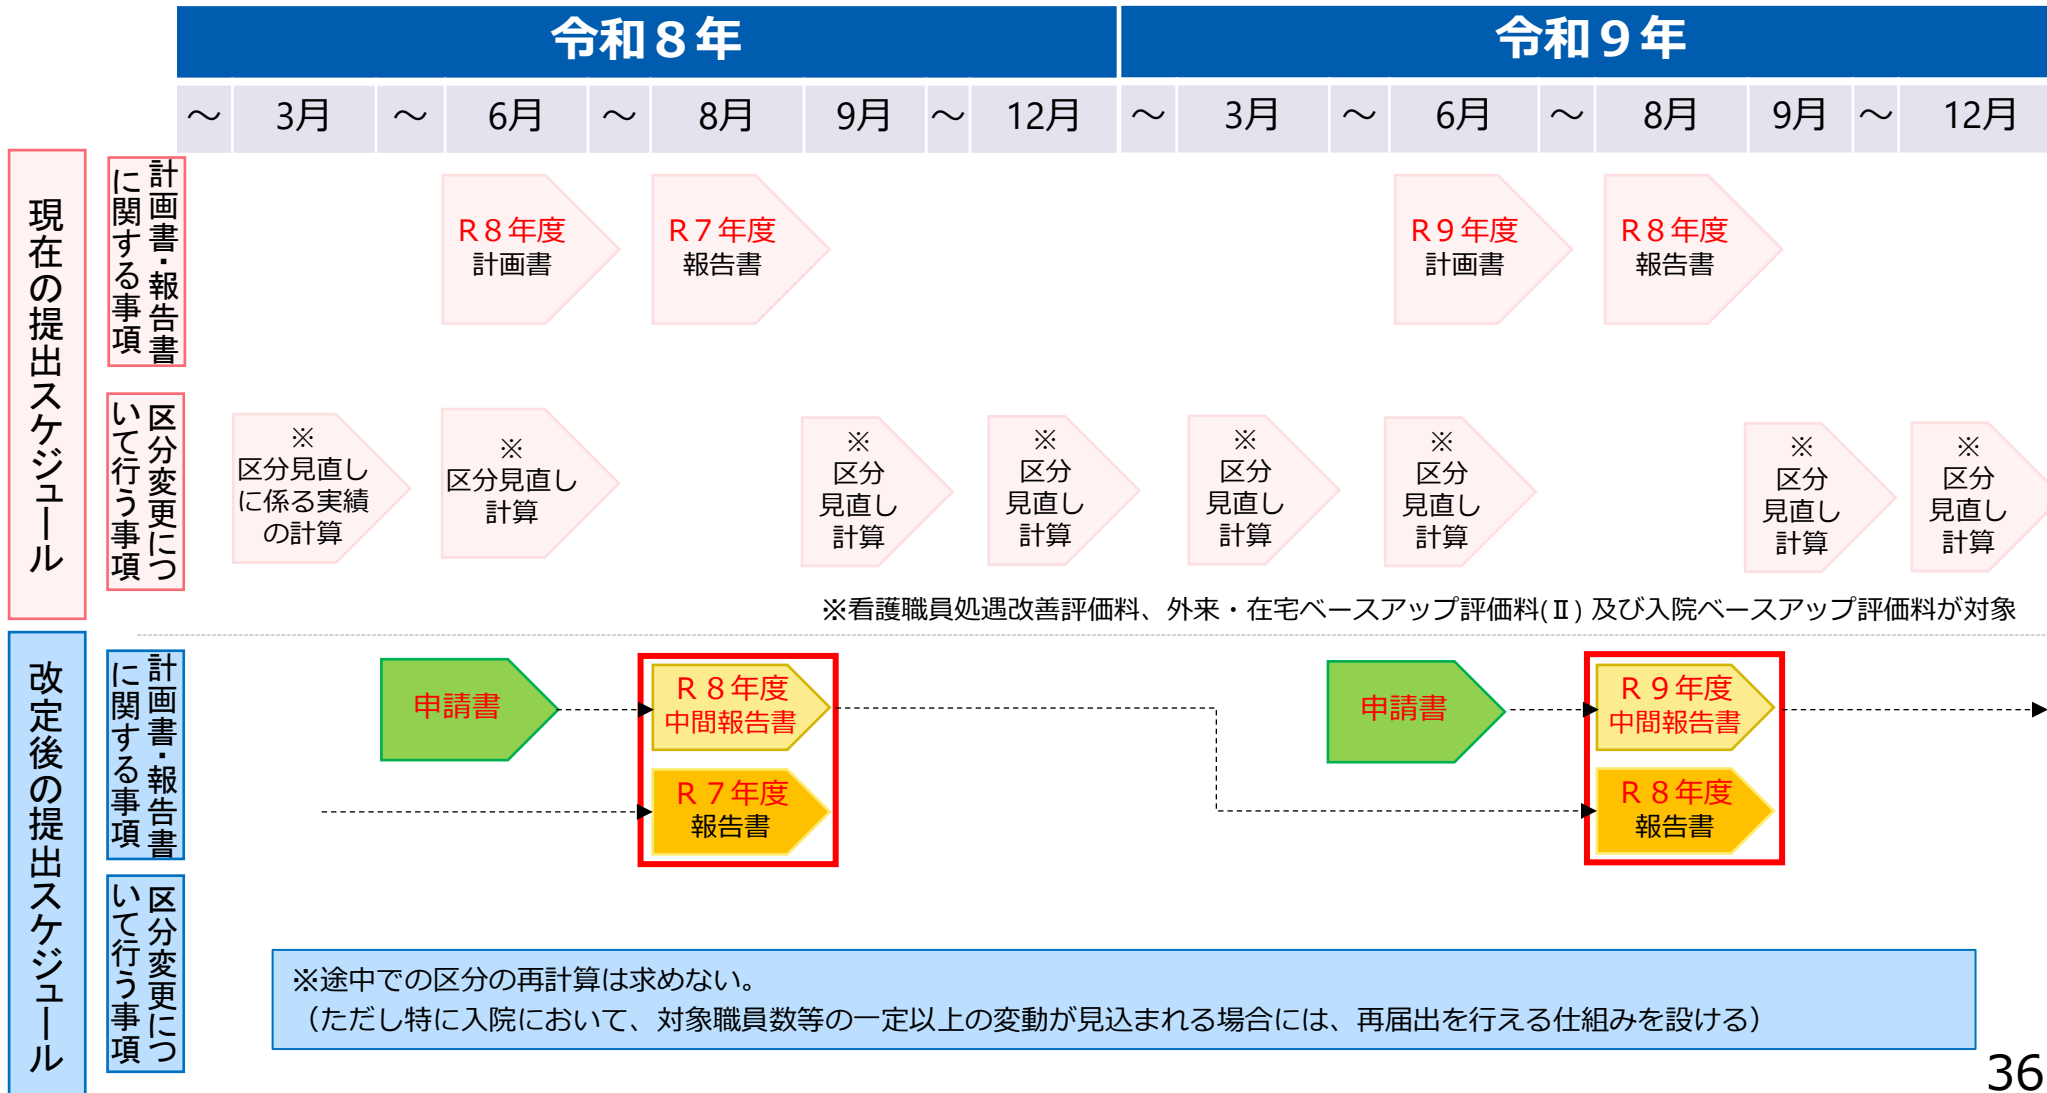 令和８年
令和９年
～ 3月 ～ 6月 ～ 8月 9月 ～ 12月 ～ 3月 ～ 6月 ～ 8月 9月 ～ 12月
現在の提出スケジュール
計画書・報告書
に関する事項
Ｒ８年度
計画書
Ｒ７年度
報告書
Ｒ９年度
計画書
Ｒ８年度
報告書
区分変更につ
いて行う事項
※
区分見直し
に係る実績
の計算
※
区分見直し
計算
※
区分
見直し
計算
※
区分
見直し
計算
※
区分
見直し
計算
※
区分
見直し
計算
※
区分
見直し
計算
※
区分
見直し
計算
※看護職員処遇改善評価料、外来・在宅ベースアップ評価料(Ⅱ) 及び入院ベースアップ評価料が対象
改定後の提出スケジュール
計画書・報告書
に関する事項
申請書
Ｒ８年度
中間報告書
Ｒ７年度
報告書
申請書
Ｒ９年度
中間報告書
Ｒ８年度
報告書
区分変更につ
いて行う事項
※途中での区分の再計算は求めない。
（ただし特に入院において、対象職員数等の一定以上の変動が見込まれる場合には、再届出を行える仕組みを設ける）
36